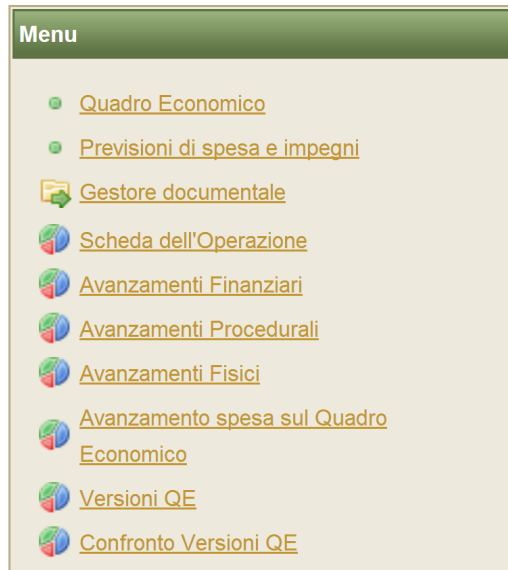 Menu
Quadro Economico
Previsioni di spesa e impegni
Gestore documentale
Scheda dell'Operazione
Avanzamenti Finanziari
Avanzamenti Procedurali
Avanzamenti Fisici
Avanzamento spesa sul Quadro
Economico
Versioni QE
Confronto Versioni QE